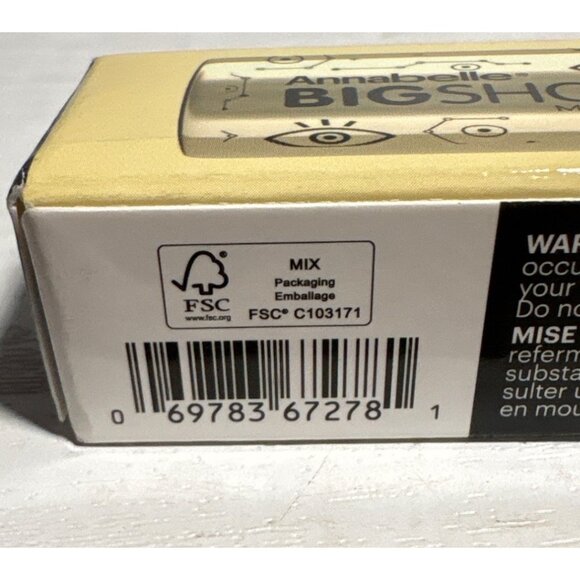 Annabelle®
BIGSHO
MIX
Packaging
Emballage
FSC® C103171
FSC
www.fsc.org
0 69783 67278 1
WAR
occu
your
Do no
MISE
referm
substa
sulter u
en mou